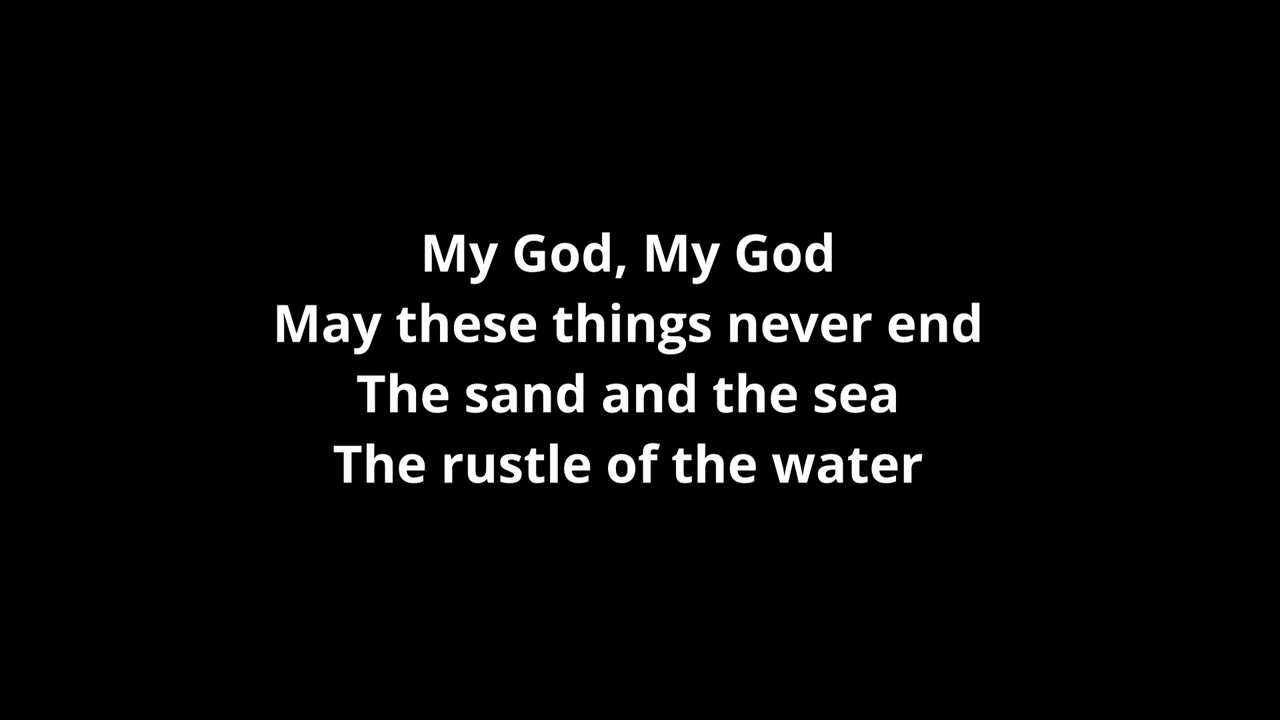 My God, My God
May these things never end
The sand and the sea
The rustle of the water